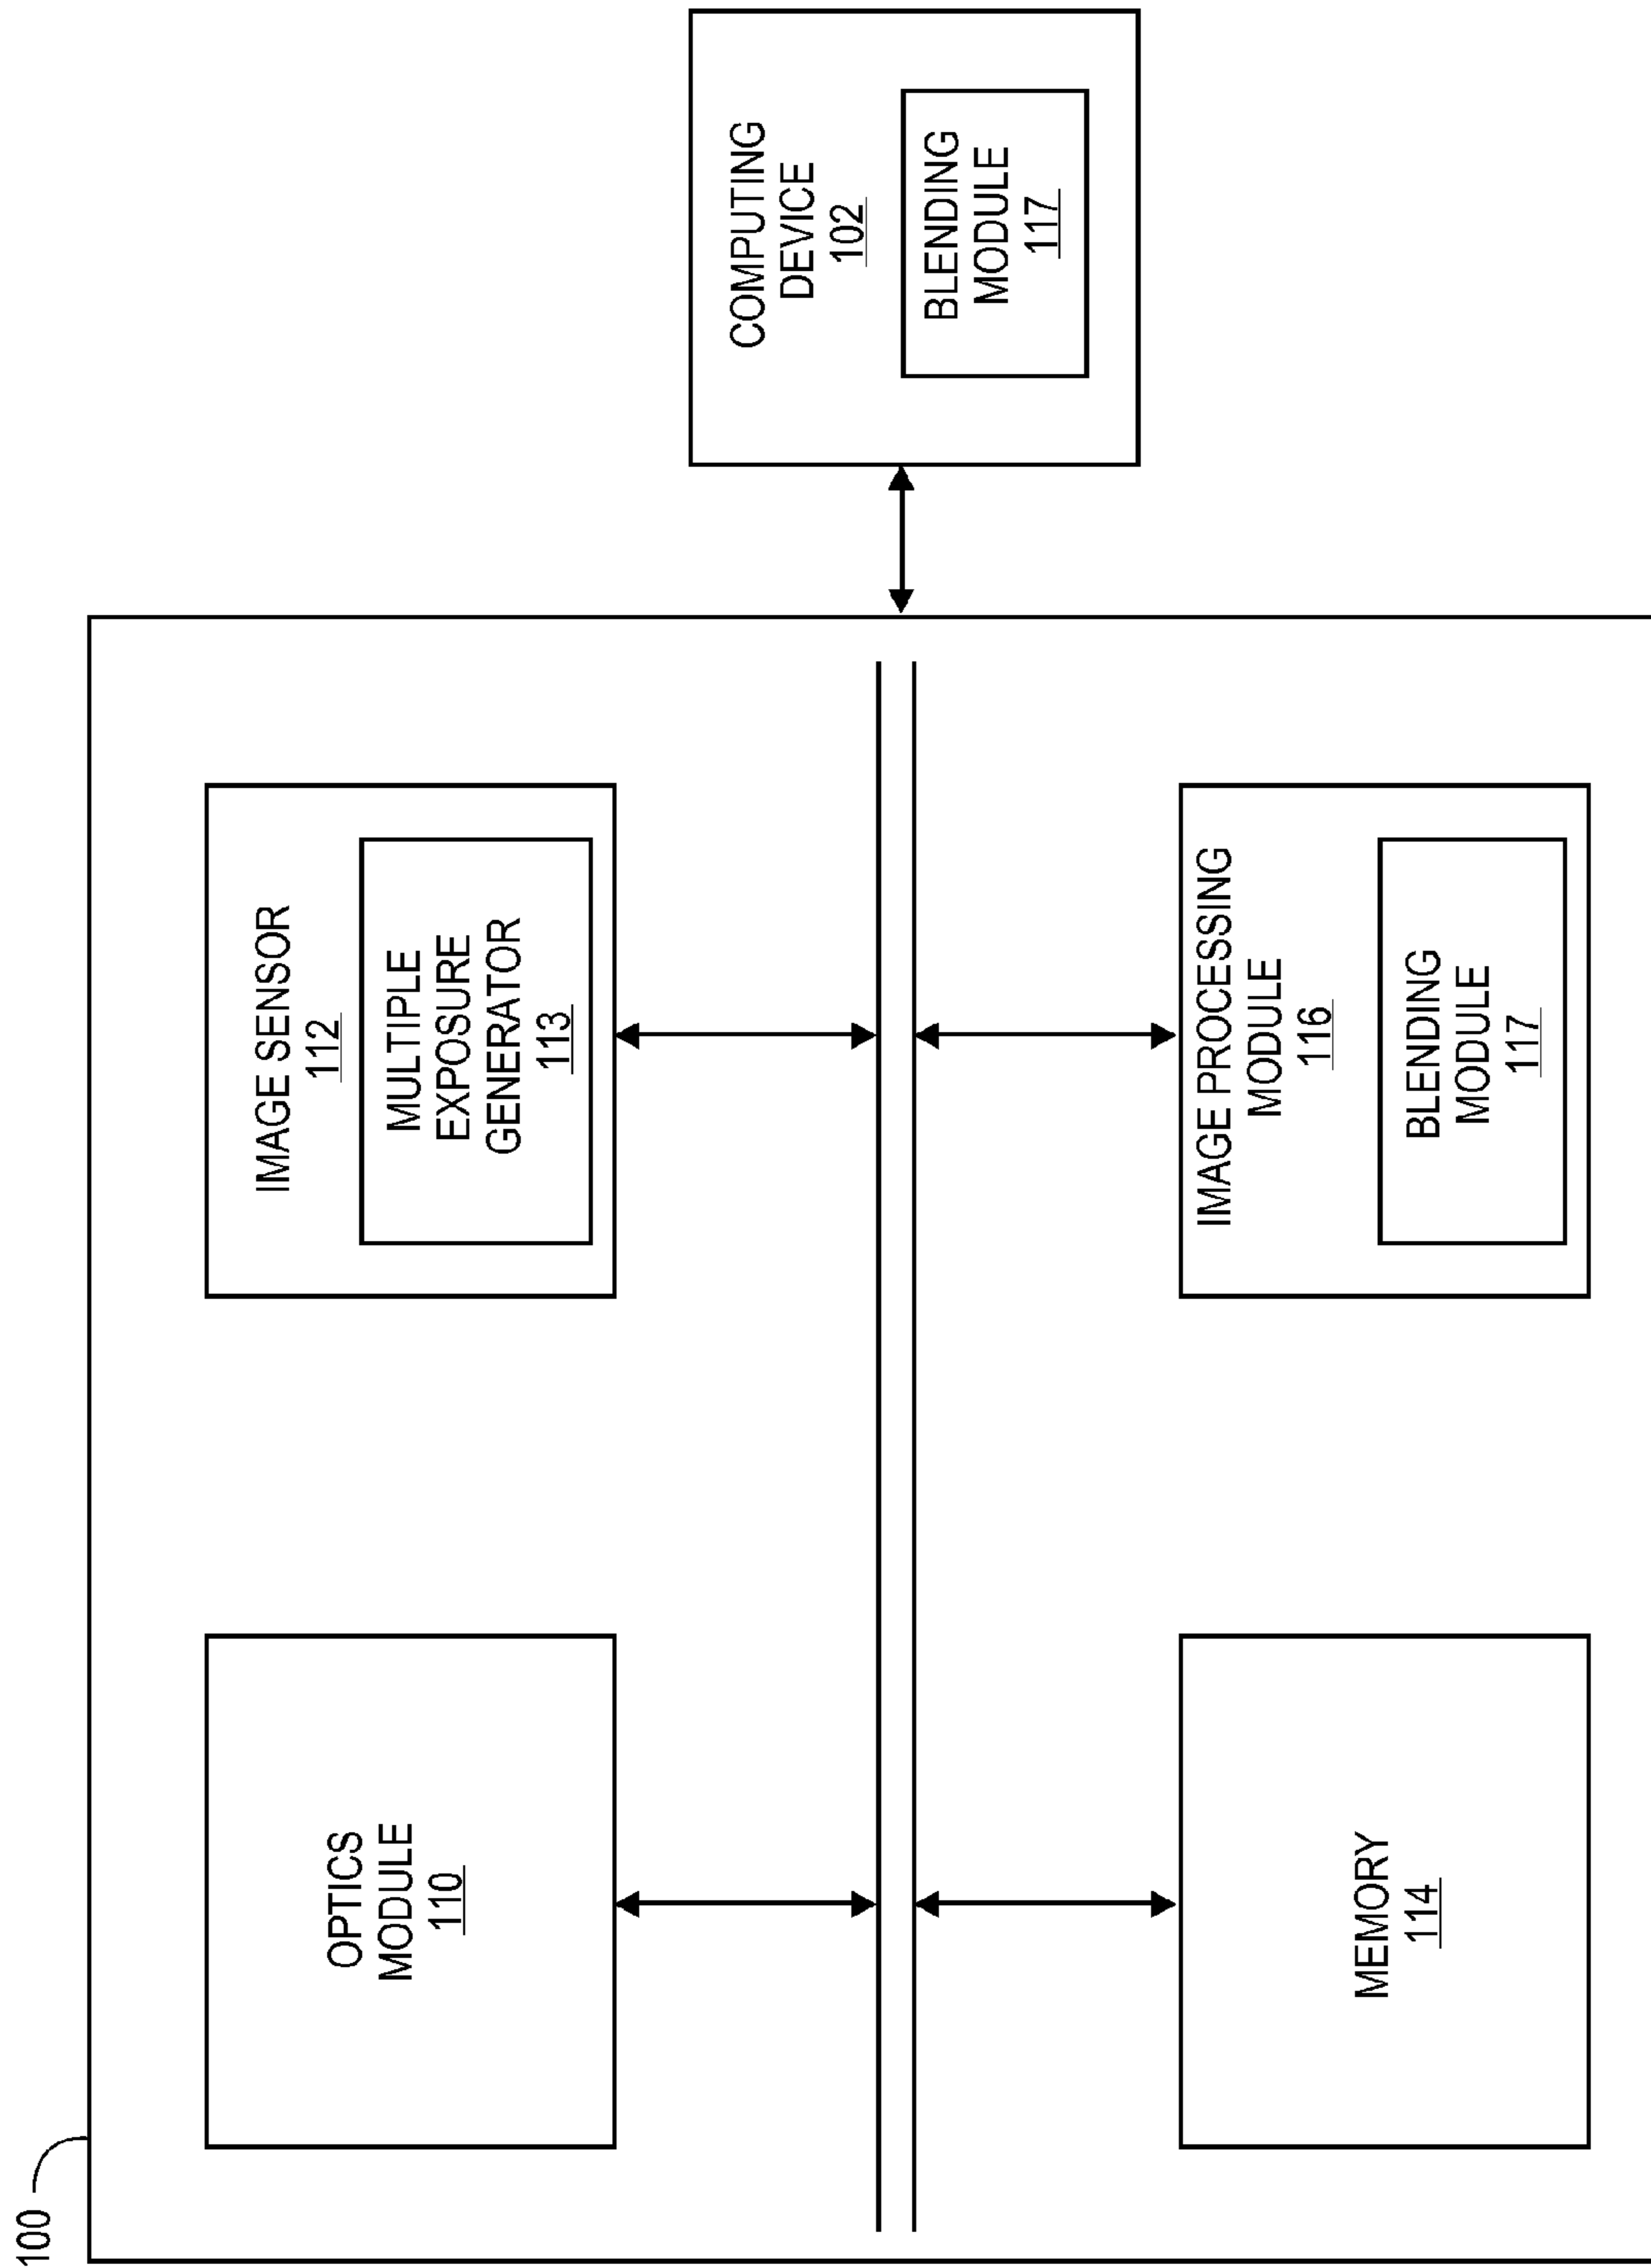 100
OPTICS
MODULE
110
IMAGE SENSOR
112
MULTIPLE
EXPOSURE
GENERATOR
113
MEMORY
114
IMAGE PROCESSING
MODULE
116
BLENDING
MODULE
117
COMPUTING
DEVICE
102
BLENDING
MODULE
117